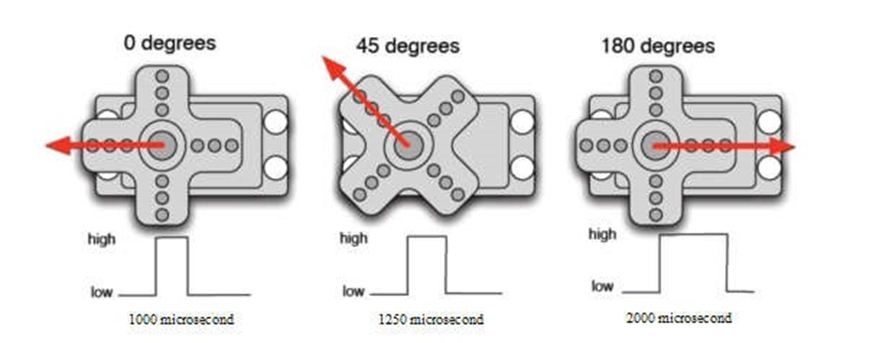 0 degrees
45 degrees
180 degrees
high
low
high
low
high
low
1000 microsecond
1250 microsecond
2000 microsecond